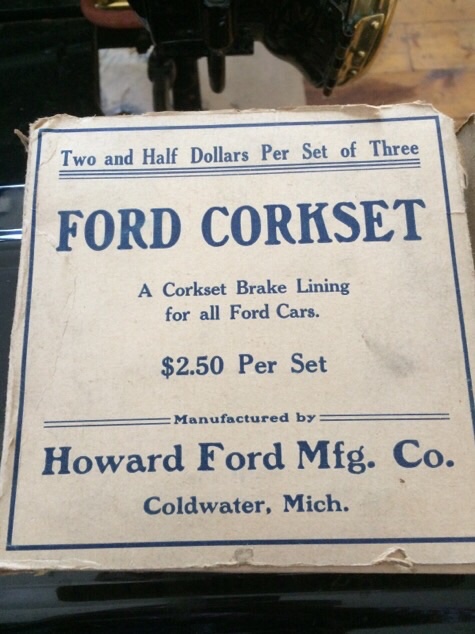 Two and Half Dollars Per Set of Three
FORD CORKSET
A Corkset Brake Lining
for all Ford Cars.
$2.50 Per Set
Manufactured by
Howard Ford Mfg. Co.
Coldwater, Mich.